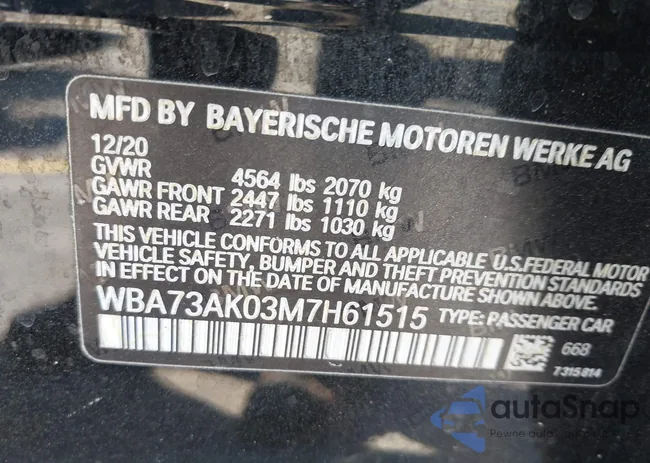 MFD BY BAYERISCHE MOTOREN WERKE AG
12/20
GVWR 4564 lbs 2070 kg
GAWR FRONT 2447 lbs 1110 kg
GAWR REAR 2271 lbs 1030 kg
THIS VEHICLE CONFORMS TO ALL APPLICABLE U.S.FEDERAL MOTOR
VEHICLE SAFETY, BUMPER AND THEFT PREVENTION STANDARDS
IN EFFECT ON THE DATE OF MANUFACTURE SHOWN ABOVE.
WBA73AK03M7H61515 TYPE: PASSENGER CAR
668
7315814
autoSnap
Pewne auto